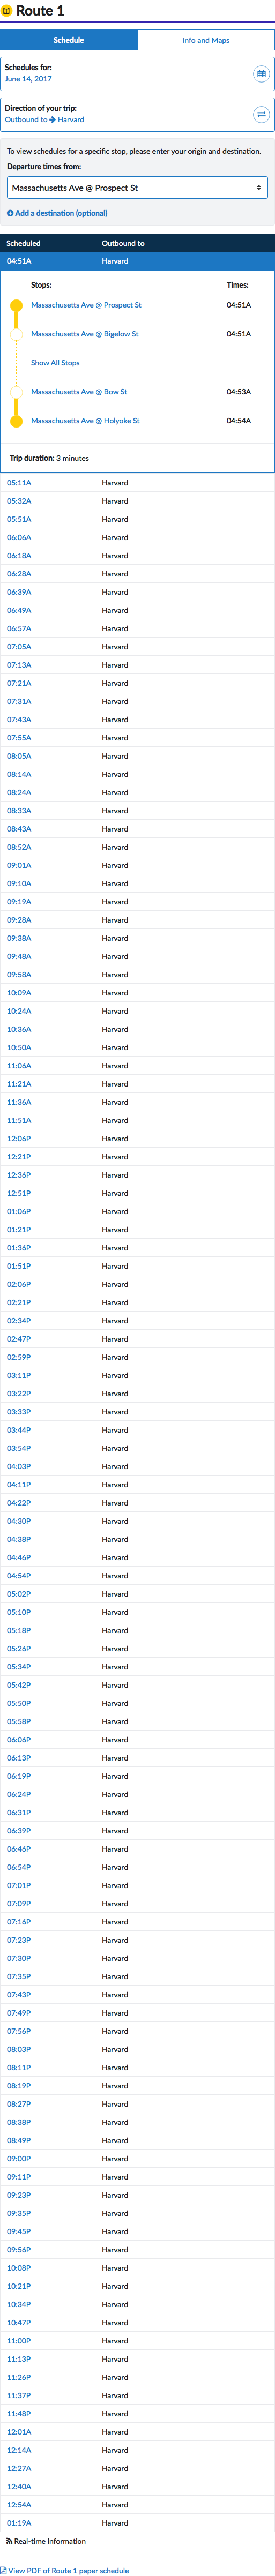 Route 1
Schedule Info and Maps
Schedules for:
June 14, 2017
Direction of your trip:
Outbound to Harvard
To view schedules for a specific stop, please enter your origin and destination.
Departure times from:
Massachusetts Ave @ Prospect St
Add a destination (optional)
Scheduled Outbound to
04:51A Harvard
Stops: Times:
Massachusetts Ave @ Prospect St 04:51A
Massachusetts Ave @ Bigelow St 04:51A
Show All Stops
Massachusetts Ave @ Bow St 04:53A
Massachusetts Ave @ Holyoke St 04:54A
Trip duration: 3 minutes
05:11A Harvard
05:32A Harvard
05:51A Harvard
06:06A Harvard
06:18A Harvard
06:28A Harvard
06:39A Harvard
06:49A Harvard
06:57A Harvard
07:05A Harvard
07:13A Harvard
07:21A Harvard
07:31A Harvard
07:43A Harvard
07:55A Harvard
08:05A Harvard
08:14A Harvard
08:24A Harvard
08:33A Harvard
08:43A Harvard
08:52A Harvard
09:01A Harvard
09:10A Harvard
09:19A Harvard
09:28A Harvard
09:38A Harvard
09:48A Harvard
09:58A Harvard
10:09A Harvard
10:24A Harvard
10:36A Harvard
10:50A Harvard
11:06A Harvard
11:21A Harvard
11:36A Harvard
11:51A Harvard
12:06P Harvard
12:21P Harvard
12:36P Harvard
12:51P Harvard
01:06P Harvard
01:21P Harvard
01:36P Harvard
01:51P Harvard
02:06P Harvard
02:21P Harvard
02:34P Harvard
02:47P Harvard
02:59P Harvard
03:11P Harvard
03:22P Harvard
03:33P Harvard
03:44P Harvard
03:54P Harvard
04:03P Harvard
04:11P Harvard
04:22P Harvard
04:30P Harvard
04:38P Harvard
04:46P Harvard
04:54P Harvard
05:02P Harvard
05:10P Harvard
05:18P Harvard
05:26P Harvard
05:34P Harvard
05:42P Harvard
05:50P Harvard
05:58P Harvard
06:06P Harvard
06:13P Harvard
06:19P Harvard
06:24P Harvard
06:31P Harvard
06:39P Harvard
06:46P Harvard
06:54P Harvard
07:01P Harvard
07:09P Harvard
07:16P Harvard
07:23P Harvard
07:30P Harvard
07:35P Harvard
07:43P Harvard
07:49P Harvard
07:56P Harvard
08:03P Harvard
08:11P Harvard
08:19P Harvard
08:27P Harvard
08:38P Harvard
08:49P Harvard
09:00P Harvard
09:11P Harvard
09:23P Harvard
09:35P Harvard
09:45P Harvard
09:56P Harvard
10:08P Harvard
10:21P Harvard
10:34P Harvard
10:47P Harvard
11:00P Harvard
11:13P Harvard
11:26P Harvard
11:37P Harvard
11:48P Harvard
12:01A Harvard
12:14A Harvard
12:27A Harvard
12:40A Harvard
12:54A Harvard
01:19A Harvard
Real-time information
View PDF of Route 1 paper schedule